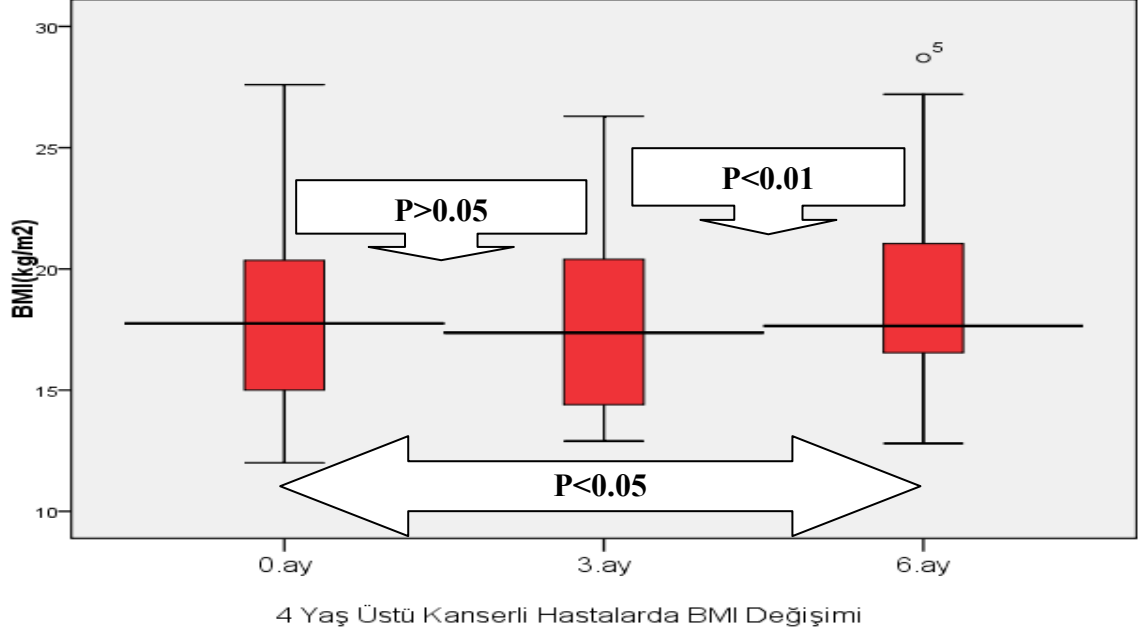 30
5
25
P<0.01
P>0.05
20
BMI(kg/m2)
15
P<0.05
10
0.ay
3.ay
6.ay
4 Yaş Üstü Kanserli Hastalarda BMI Değişimi